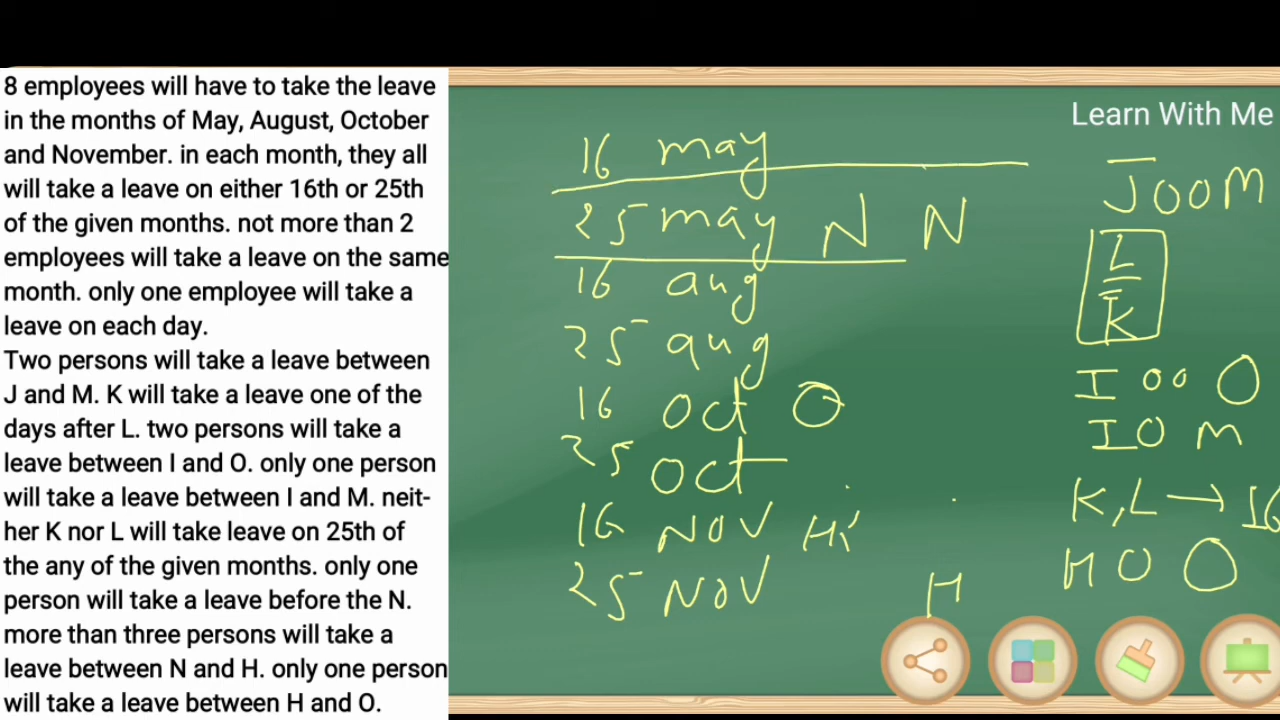 8 employees will have to take the leave
in the months of May, August, October
and November. in each month, they all
will take a leave on either 16th or 25th
of the given months. not more than 2
employees will take a leave on the same
month. only one employee will take a
leave on each day.
Two persons will take a leave between
J and M. K will take a leave one of the
days after L. two persons will take a
leave between I and O. only one person
will take a leave between I and M. neit-
her K nor L will take leave on 25th of
the any of the given months. only one
person will take a leave before the N.
more than three persons will take a
leave between N and H. only one person
will take a leave between H and O.
16 may
25 may N N
16 aug
25 aug
16 oct O
25 oct
16 NOV Hi
25 NOV H
Learn With Me
J O O M
L
K
I o o O
I O M
K, L → 16
H O O